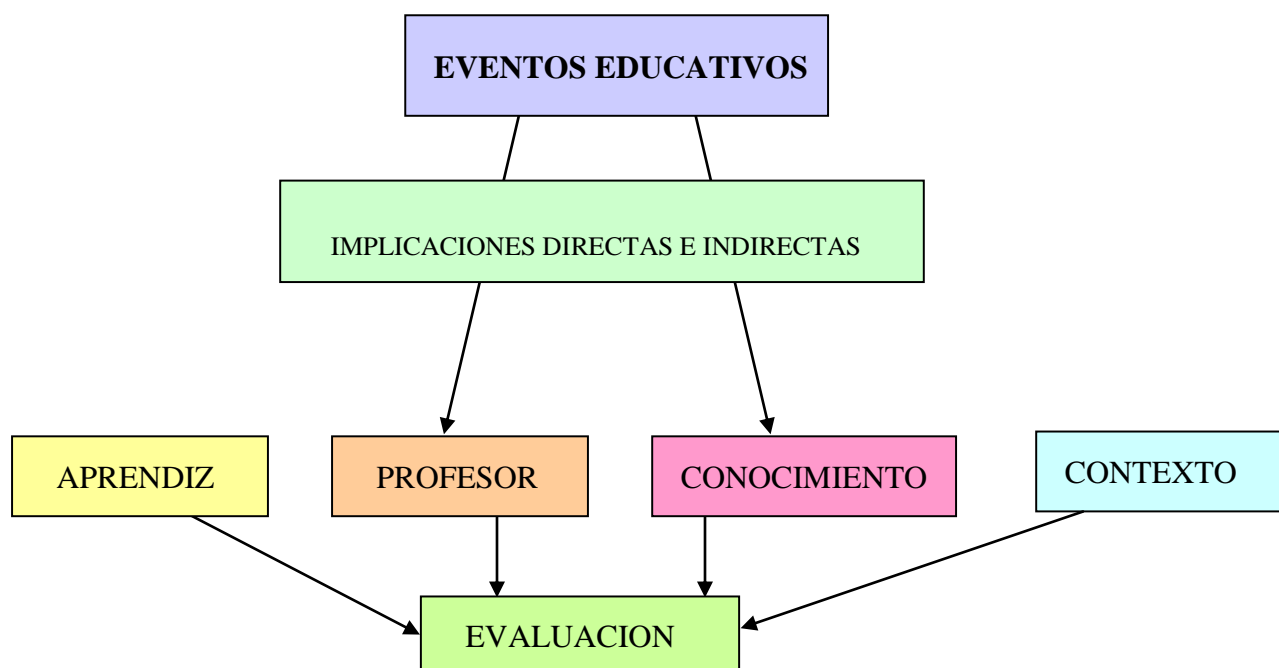 EVENTOS EDUCATIVOS
IMPLICACIONES DIRECTAS E INDIRECTAS
APRENDIZ
PROFESOR
CONOCIMIENTO
CONTEXTO
EVALUACION